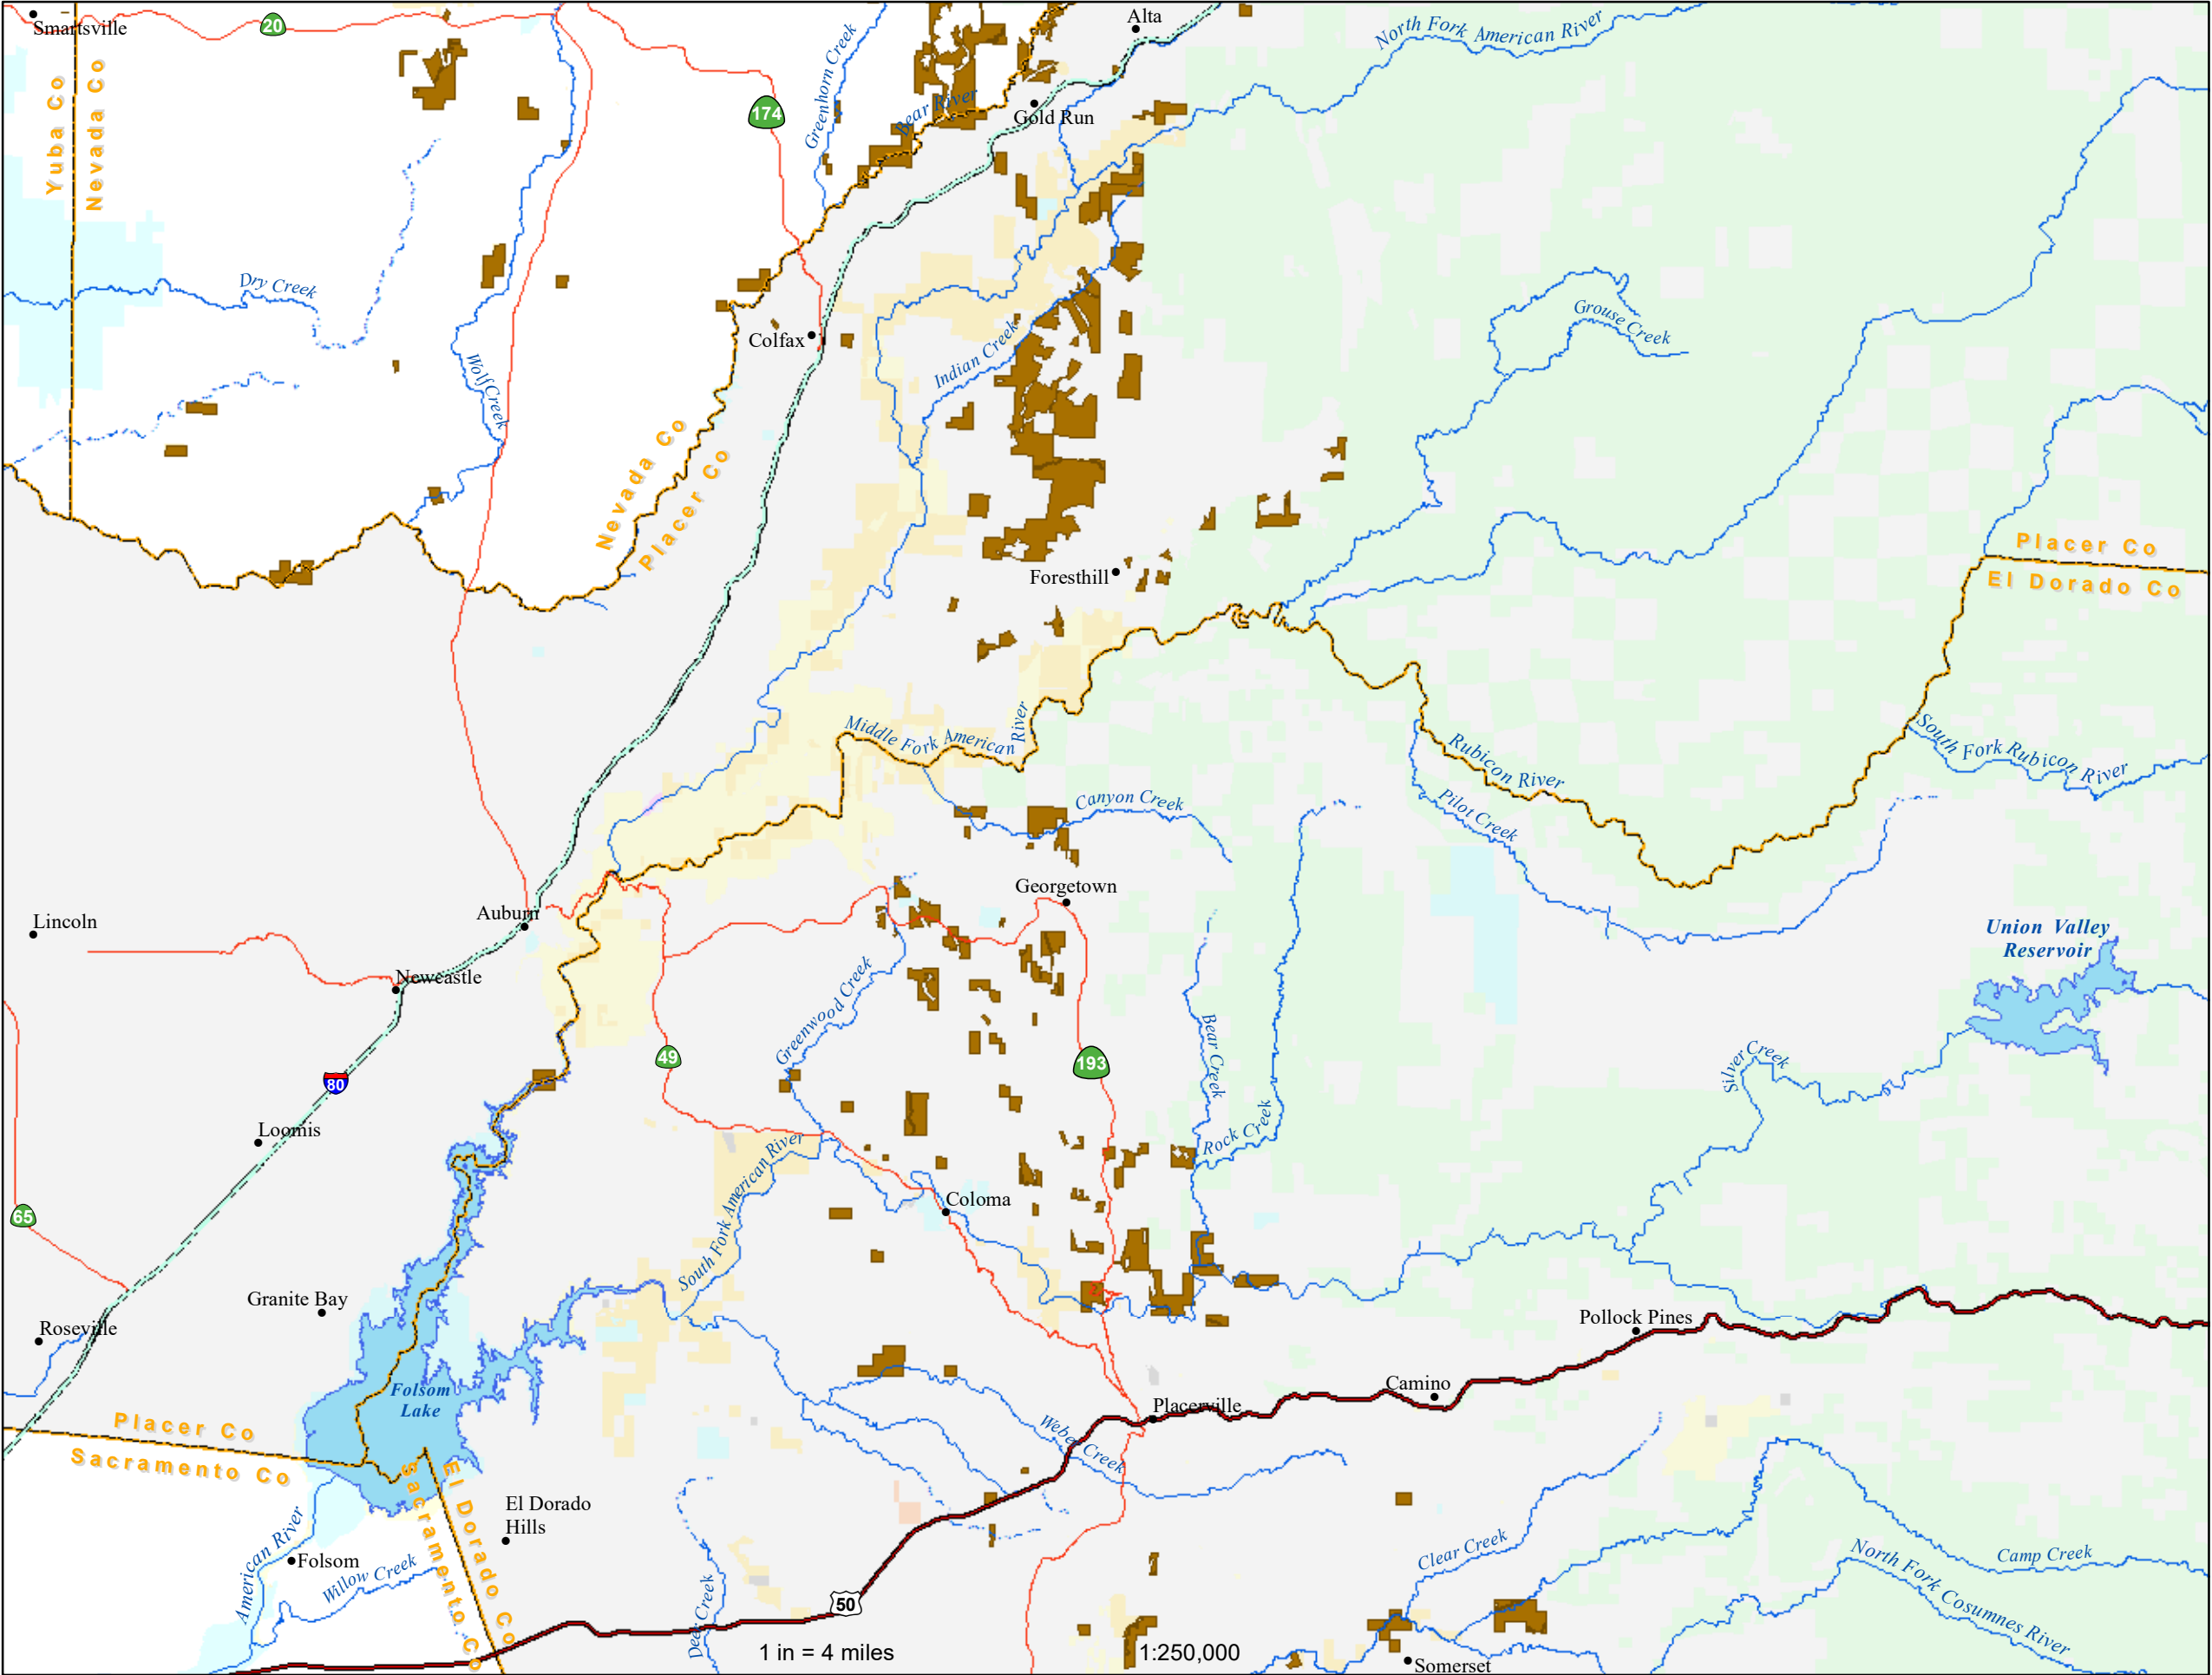 Smartsville
20
Alta
North Fork American River
Greenhorn Creek
Bear River
174
Gold Run
Yuba Co
Nevada Co
Dry Creek
Wolf Creek
Colfax
Indian Creek
Grouse Creek
Nevada Co
Placer Co
Foresthill
Placer Co
El Dorado Co
Middle Fork American River
Rubicon River
South Fork Rubicon River
Pilot Creek
Canyon Creek
Georgetown
Lincoln
Auburn
Newcastle
Union Valley
Reservoir
Greenwood Creek
Bear Creek
49
193
80
Silver Creek
Loomis
Rock Creek
65
South Fork American River
Coloma
Granite Bay
Roseville
Pollock Pines
Folsom
Lake
Camino
Placerville
Placer Co
Sacramento Co
Weber Creek
Sacramento Co
El Dorado Co
El Dorado
Hills
American River
Folsom
Willow Creek
Clear Creek
Camp Creek
North Fork Cosumnes River
50
Deer Creek
1 in = 4 miles
1:250,000
Somerset